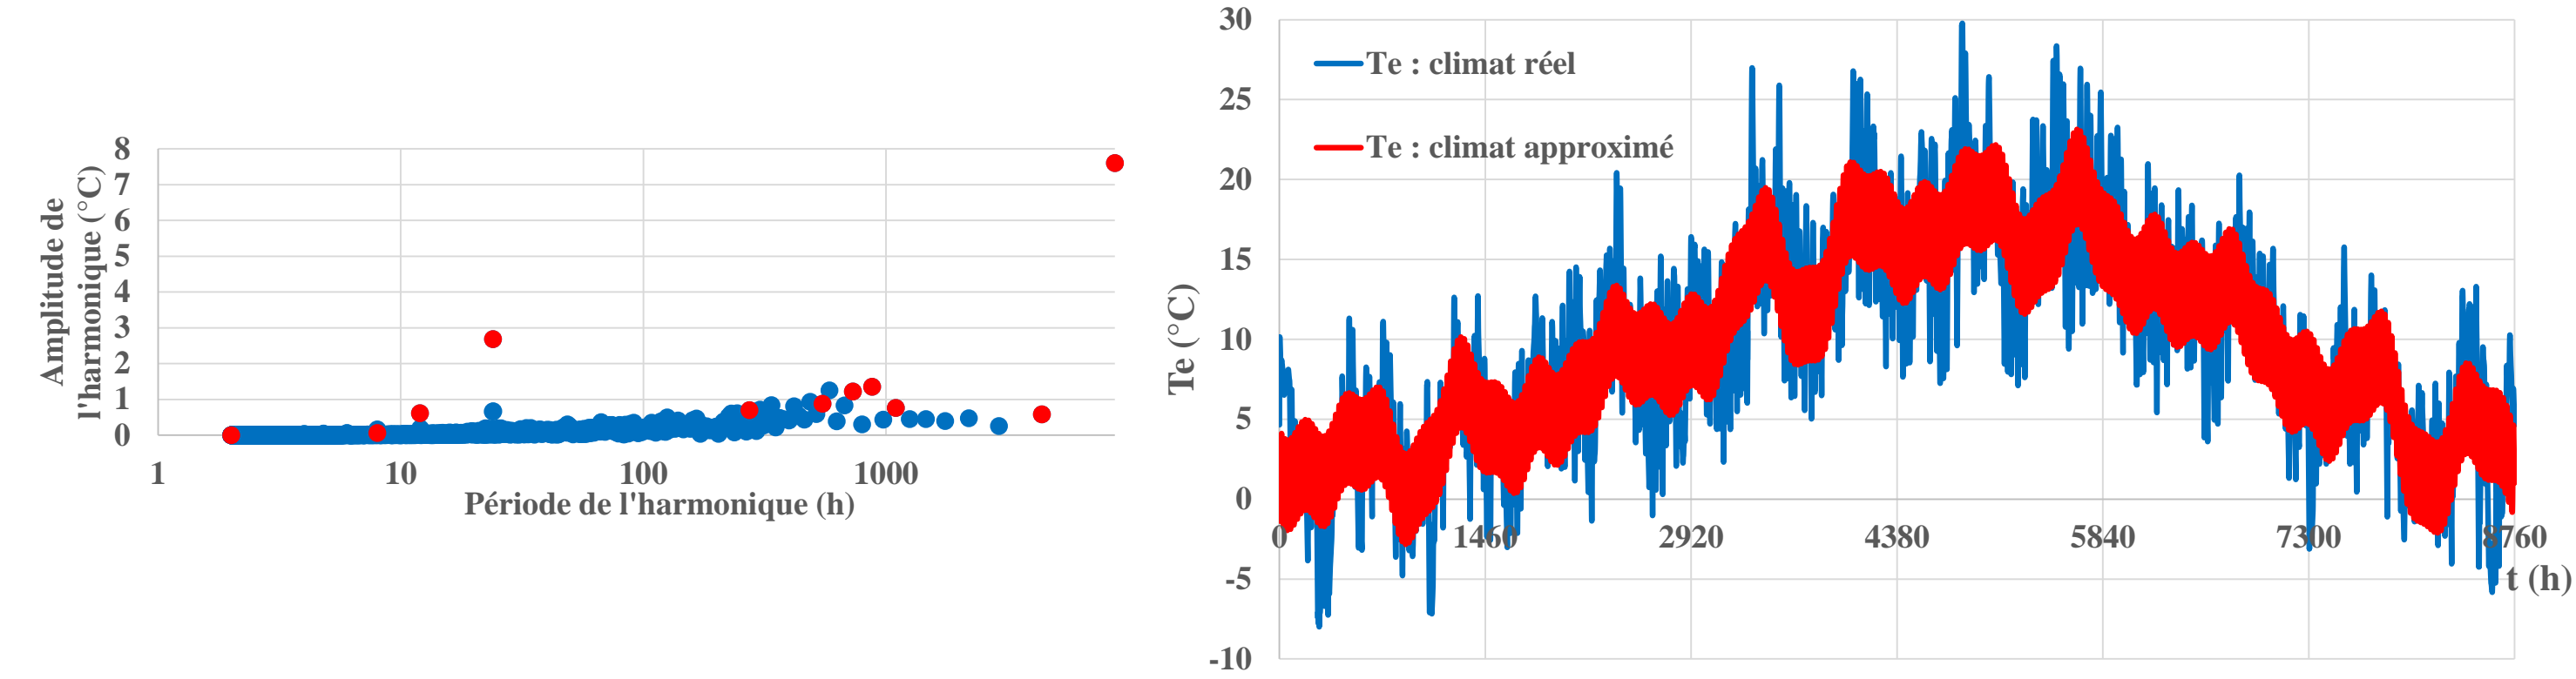 Amplitude de
l'harmonique (°C)
8
7
6
5
4
3
2
1
0
1 10 100 1000
Période de l'harmonique (h)
Te (°C)
30
25
20
15
10
5
0
-5
-10
Te : climat réel
Te : climat approximé
0 1460 2920 4380 5840 7300 8760
t (h)